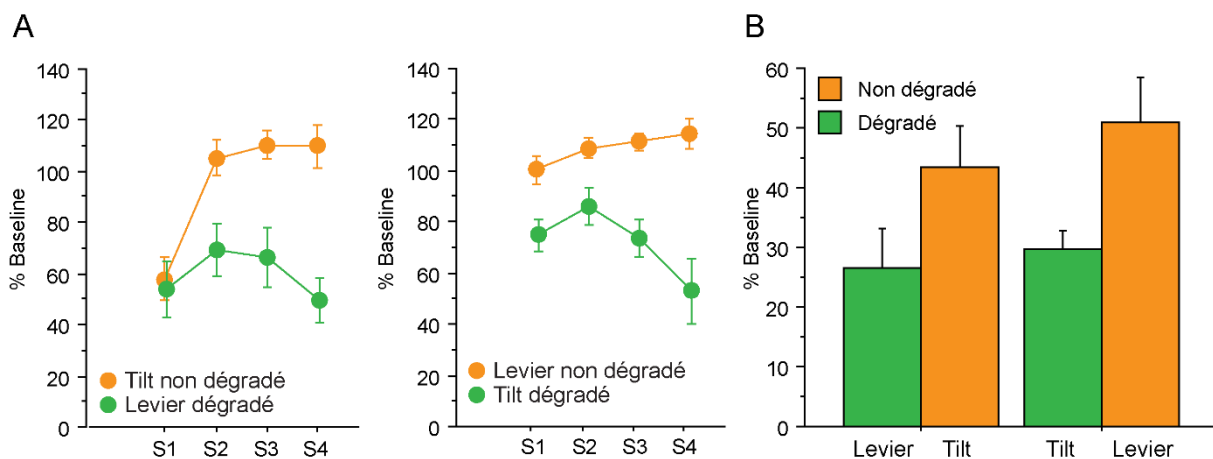 A
% Baseline
140
120
100
80
60
40
20
0
Tilt non dégradé
Levier dégradé
S1 S2 S3 S4
% Baseline
140
120
100
80
60
40
20
0
Levier non dégradé
Tilt dégradé
S1 S2 S3 S4
B
% Baseline
60
50
40
30
20
10
0
Non dégradé
Dégradé
Levier Tilt Tilt Levier